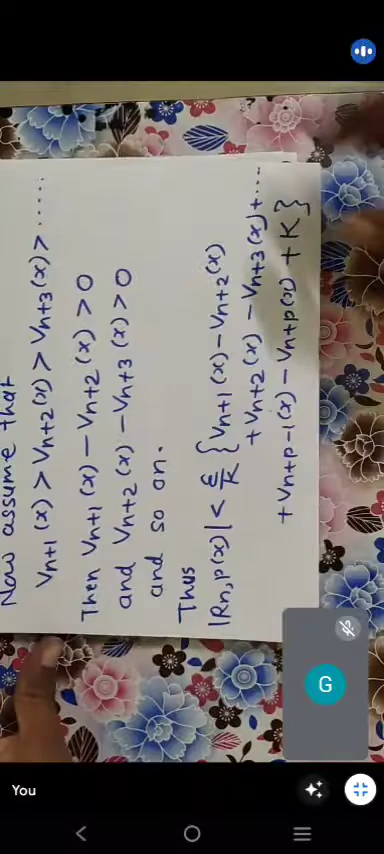 Now assume that
Vn+1(x) > Vn+2(x) > Vn+3(x) > .....
Then Vn+1(x) - Vn+2(x) > 0
and Vn+2(x) - Vn+3(x) > 0
and so on.
Thus
|Rn,p(x)| < ε/K { Vn+1(x) - Vn+2(x)
+ Vn+2(x) - Vn+3(x) + ...
+ Vn+p-1(x) - Vn+p(x) + K }
G
You